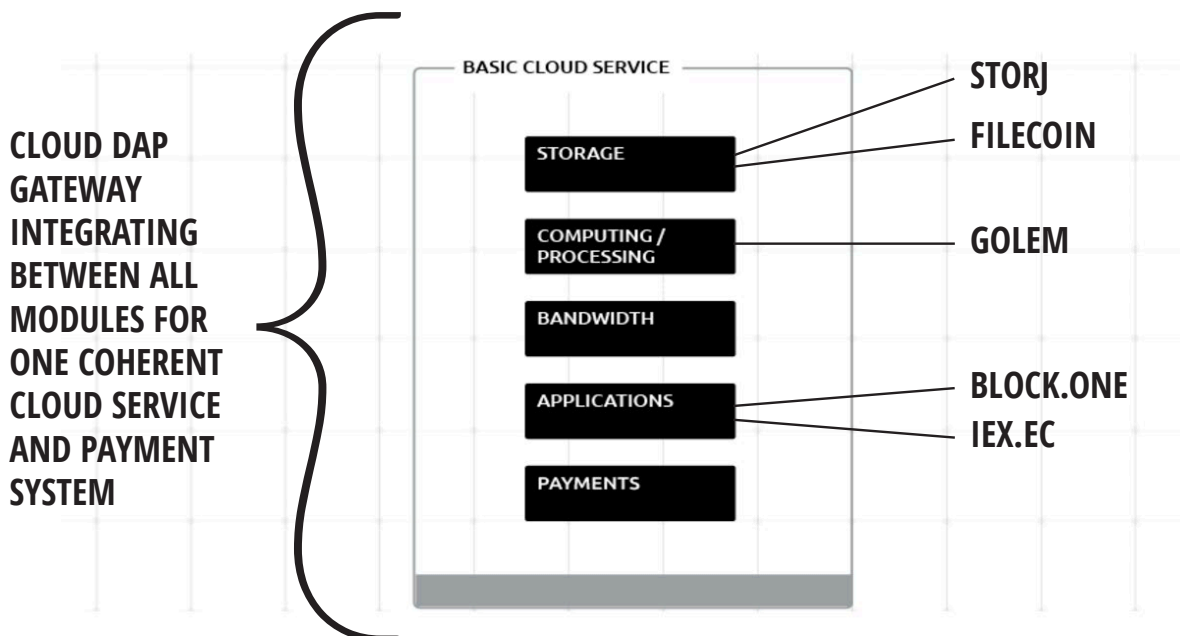 CLOUD DAP
GATEWAY
INTEGRATING
BETWEEN ALL
MODULES FOR
ONE COHERENT
CLOUD SERVICE
AND PAYMENT
SYSTEM
BASIC CLOUD SERVICE
STORAGE
COMPUTING /
PROCESSING
BANDWIDTH
APPLICATIONS
PAYMENTS
STORJ
FILECOIN
GOLEM
BLOCK.ONE
IEX.EC